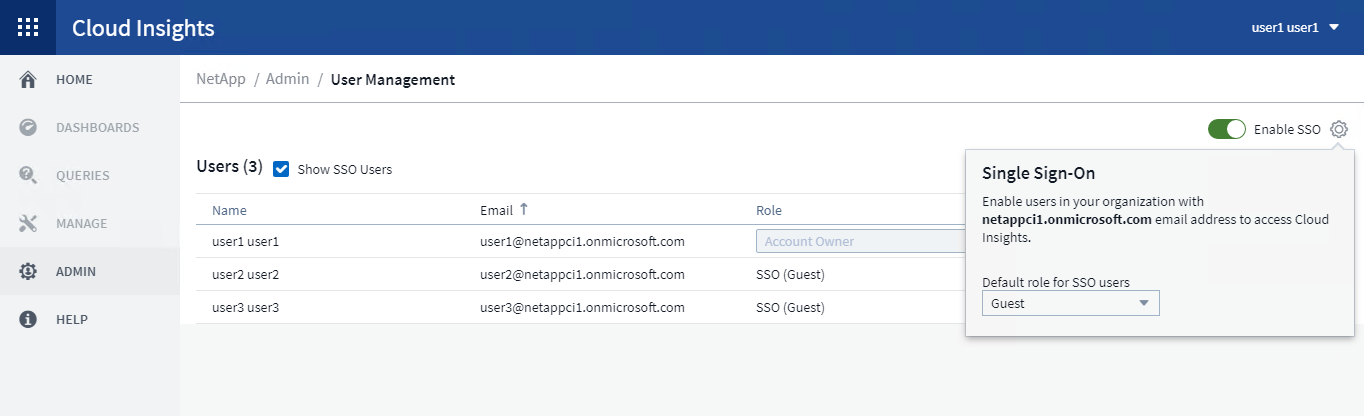 Cloud Insights
user1 user1
HOME
DASHBOARDS
QUERIES
MANAGE
ADMIN
HELP
NetApp / Admin / User Management
Enable SSO
Users (3) Show SSO Users
Name Email ↑ Role
user1 user1 user1@netappci1.onmicrosoft.com Account Owner
user2 user2 user2@netappci1.onmicrosoft.com SSO (Guest)
user3 user3 user3@netappci1.onmicrosoft.com SSO (Guest)
Single Sign-On
Enable users in your organization with
netappci1.onmicrosoft.com email address to access Cloud
Insights.
Default role for SSO users
Guest